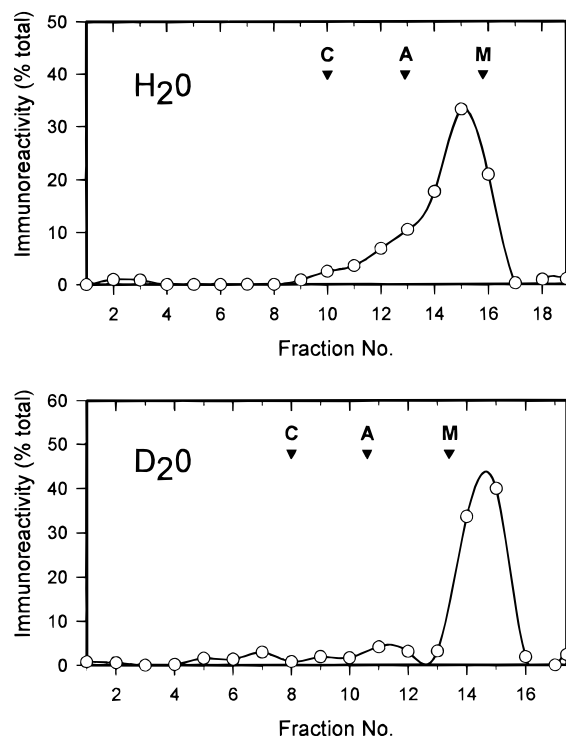 50
40
30
20
10
0
Immunoreactivity (% total)
H20
C A M
2 4 6 8 10 12 14 16 18
Fraction No.
60
50
40
30
20
10
0
Immunoreactivity (% total)
D20
C A M
2 4 6 8 10 12 14 16
Fraction No.